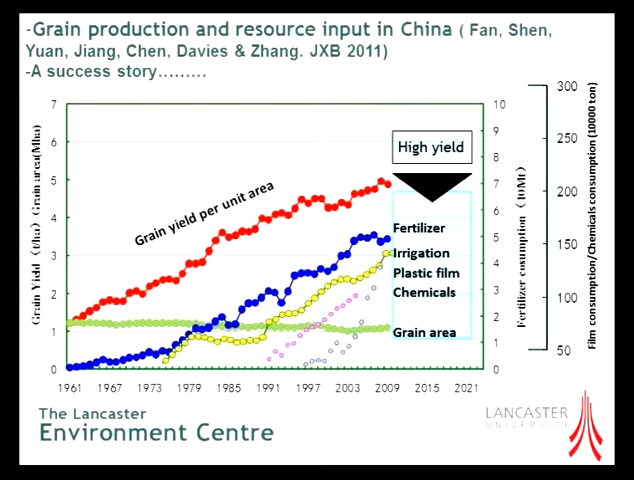 -Grain production and resource input in China ( Fan, Shen,
Yuan, Jiang, Chen, Davies & Zhang. JXB 2011)
-A success story.........
7
6
5
4
3
2
1
0
Grain Yield (t/ha) Grain area(Mha)
Grain yield per unit area
High yield
Fertilizer
Irrigation
Plastic film
Chemicals
Grain area
10
9
8
7
6
5
4
3
2
1
0
Fertilizer consumption
300
250
200
150
100
50
Film consumption/Chemicals consumption (10000 ton)
1961 1967 1973 1979 1985 1991 1997 2003 2009 2015 2021
The Lancaster
Environment Centre
LANCASTER
UNIVERSITY